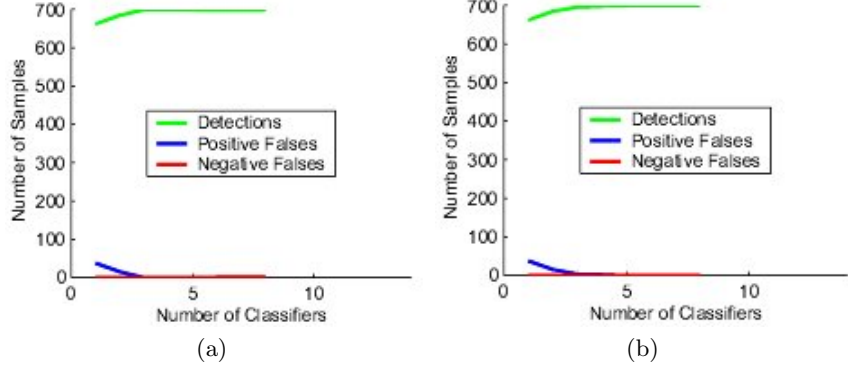 700
600
500
400
300
200
100
0
Number of Samples
Detections
Positive Falses
Negative Falses
0 5 10
Number of Classifiers
(a)
700
600
500
400
300
200
100
0
Number of Samples
Detections
Positive Falses
Negative Falses
0 5 10
Number of Classifiers
(b)